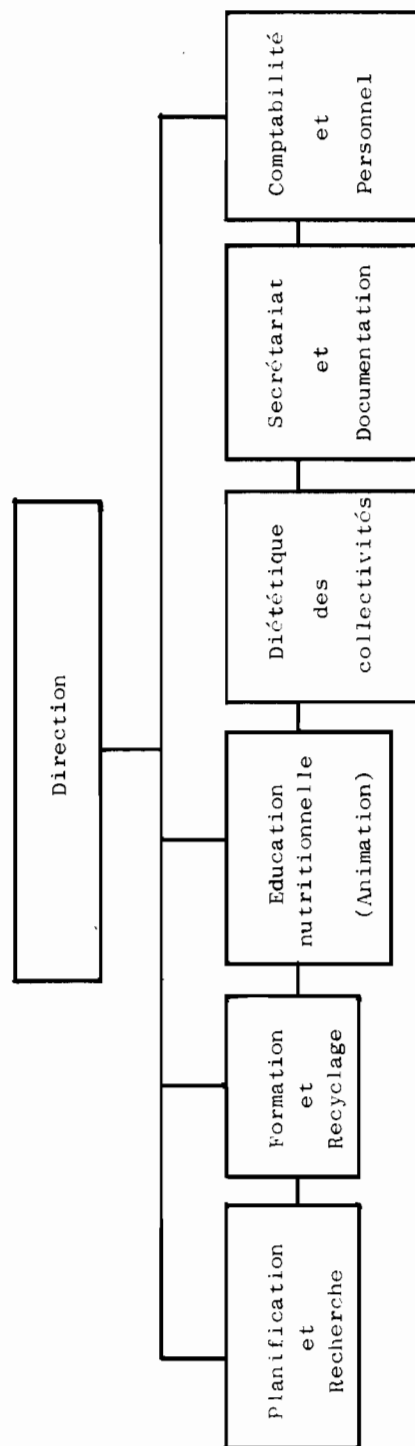 Direction
Planification
et
Recherche
Formation
et
Recyclage
Education
nutritionnelle
(Animation)
Diététique
des
collectivités
Secrétariat
et
Documentation
Comptabilité
et
Personnel